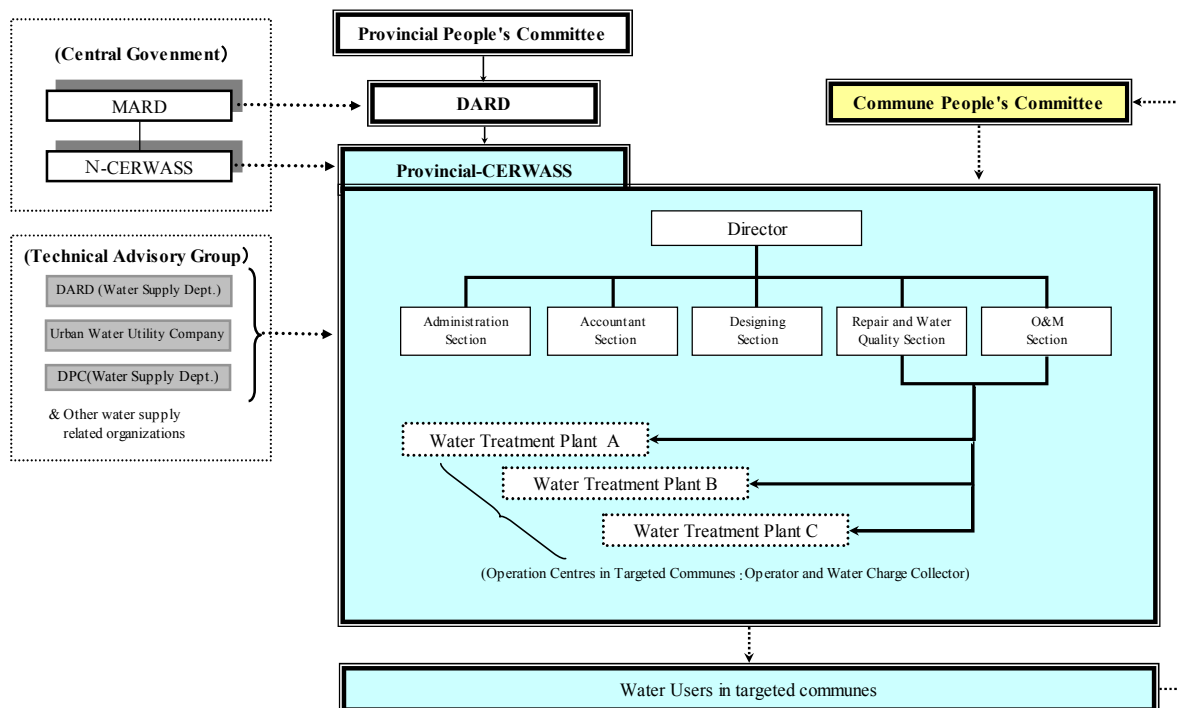 (Central Govenment)
MARD
N-CERWASS
Provincial People's Committee
DARD
Commune People's Committee
Provincial-CERWASS
(Technical Advisory Group)
DARD (Water Supply Dept.)
Urban Water Utility Company
DPC(Water Supply Dept.)
& Other water supply
related organizations
Director
Administration
Section
Accountant
Section
Designing
Section
Repair and Water
Quality Section
O&M
Section
Water Treatment Plant A
Water Treatment Plant B
Water Treatment Plant C
(Operation Centres in Targeted Communes : Operator and Water Charge Collector)
Water Users in targeted communes